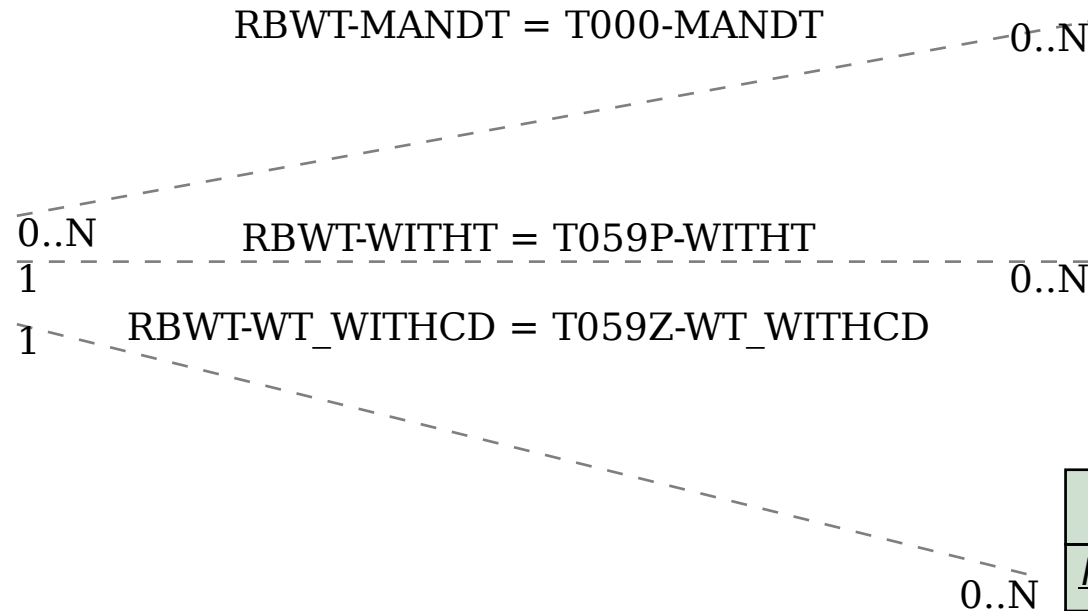 RBWT-MANDT = T000-MANDT
0..N
0..N
RBWT-WITHT = T059P-WITHT
1
0..N
RBWT-WT_WITHCD = T059Z-WT_WITHCD
1
0..N